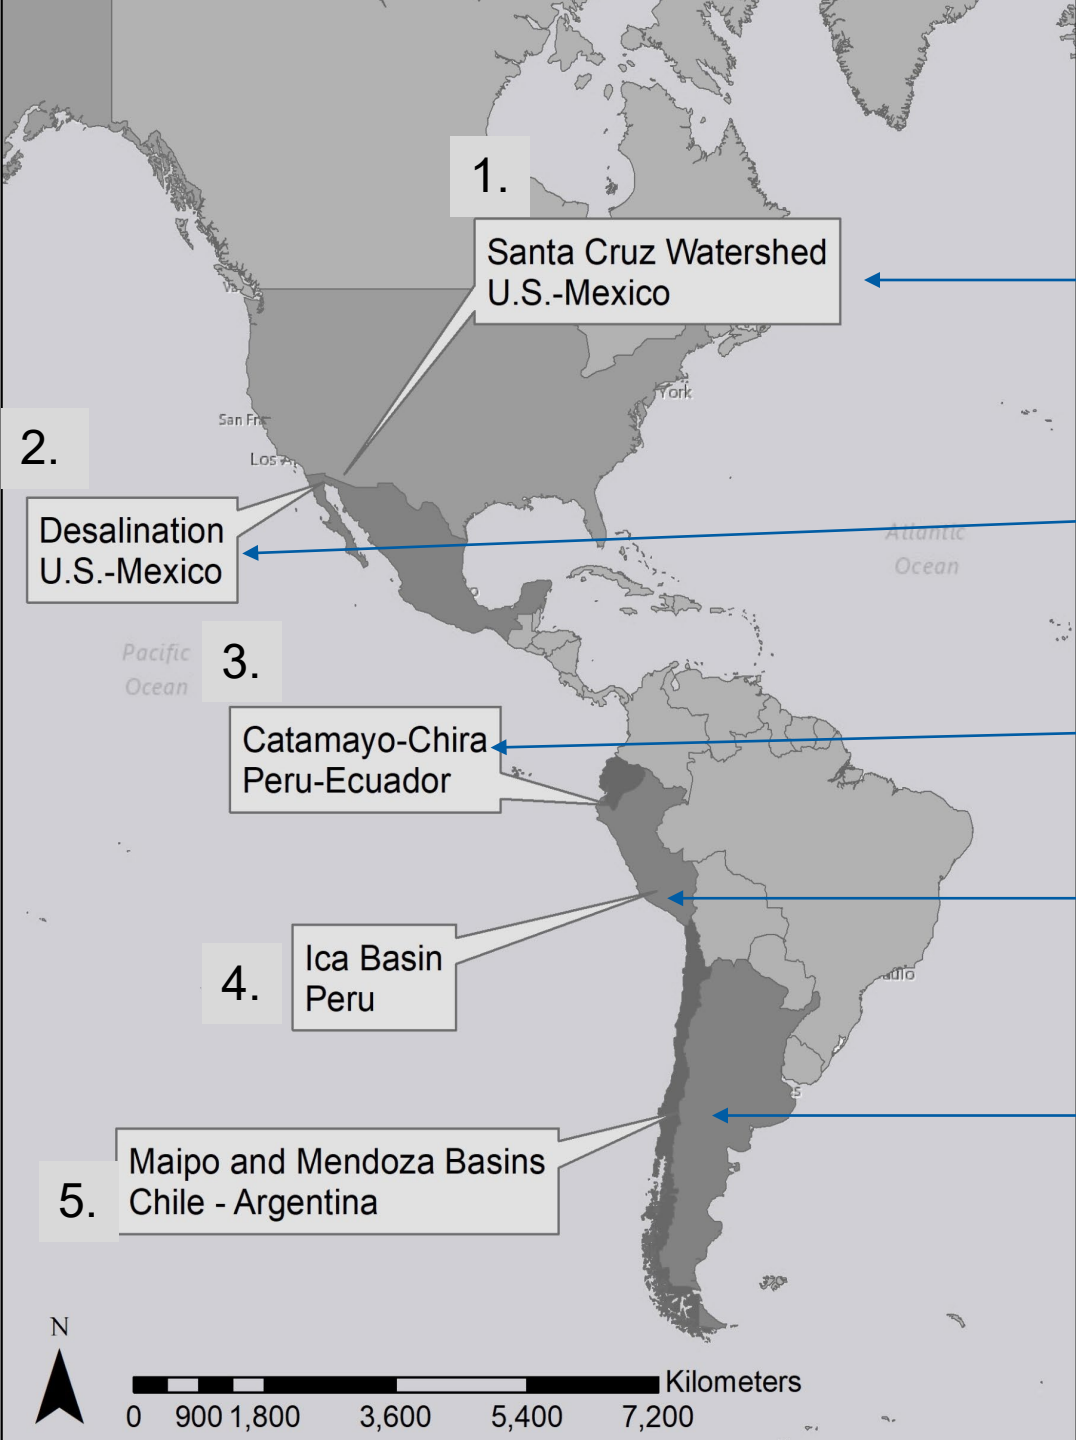 1.
Santa Cruz Watershed
U.S.-Mexico
York
San Fr
Los A
2.
Desalination
U.S.-Mexico
Atlantic
Ocean
Pacific
Ocean
3.
Catamayo-Chira
Peru-Ecuador
Ica Basin
Peru
4.
Maipo and Mendoza Basins
Chile - Argentina
5.
N
Kilometers
0 900 1,800 3,600 5,400 7,200